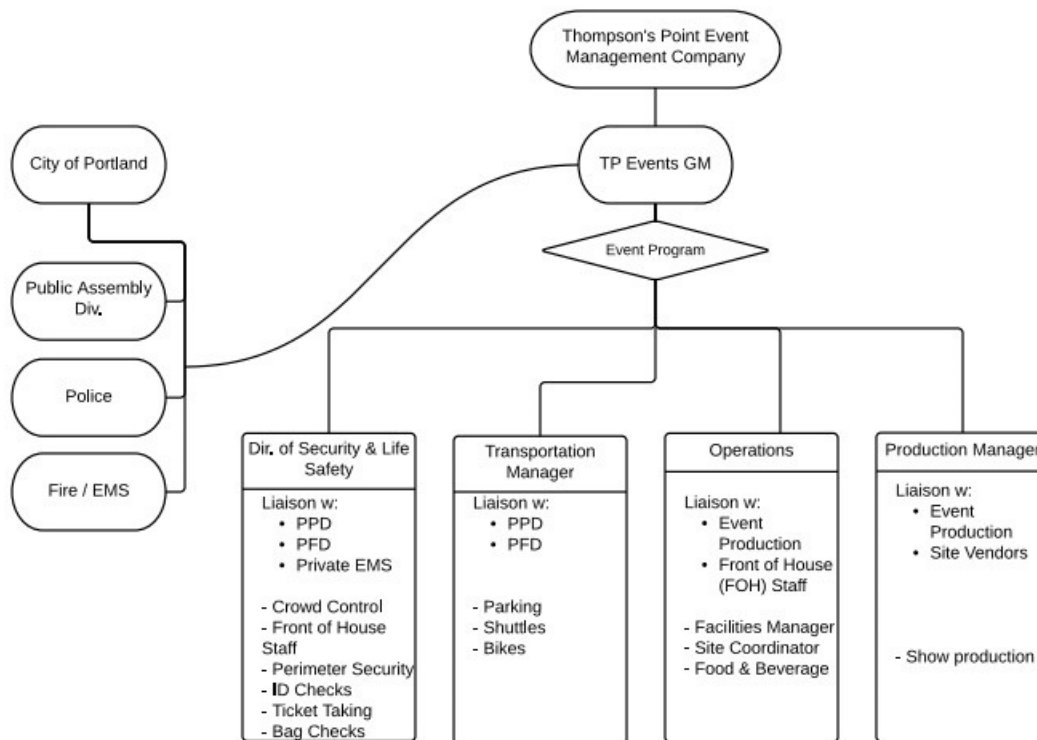 Thompson's Point Event
Management Company
City of Portland
TP Events GM
Event Program
Public Assembly
Div.
Police
Fire / EMS
Dir. of Security & Life
Safety
Liaison w:
• PPD
• PFD
• Private EMS
- Crowd Control
- Front of House
Staff
- Perimeter Security
- ID Checks
- Ticket Taking
- Bag Checks
Transportation
Manager
Liaison w:
• PPD
• PFD
- Parking
- Shuttles
- Bikes
Operations
Liaison w:
• Event
Production
• Front of House
(FOH) Staff
- Facilities Manager
- Site Coordinator
- Food & Beverage
Production Manager
Liaison w:
• Event
Production
• Site Vendors
- Show production